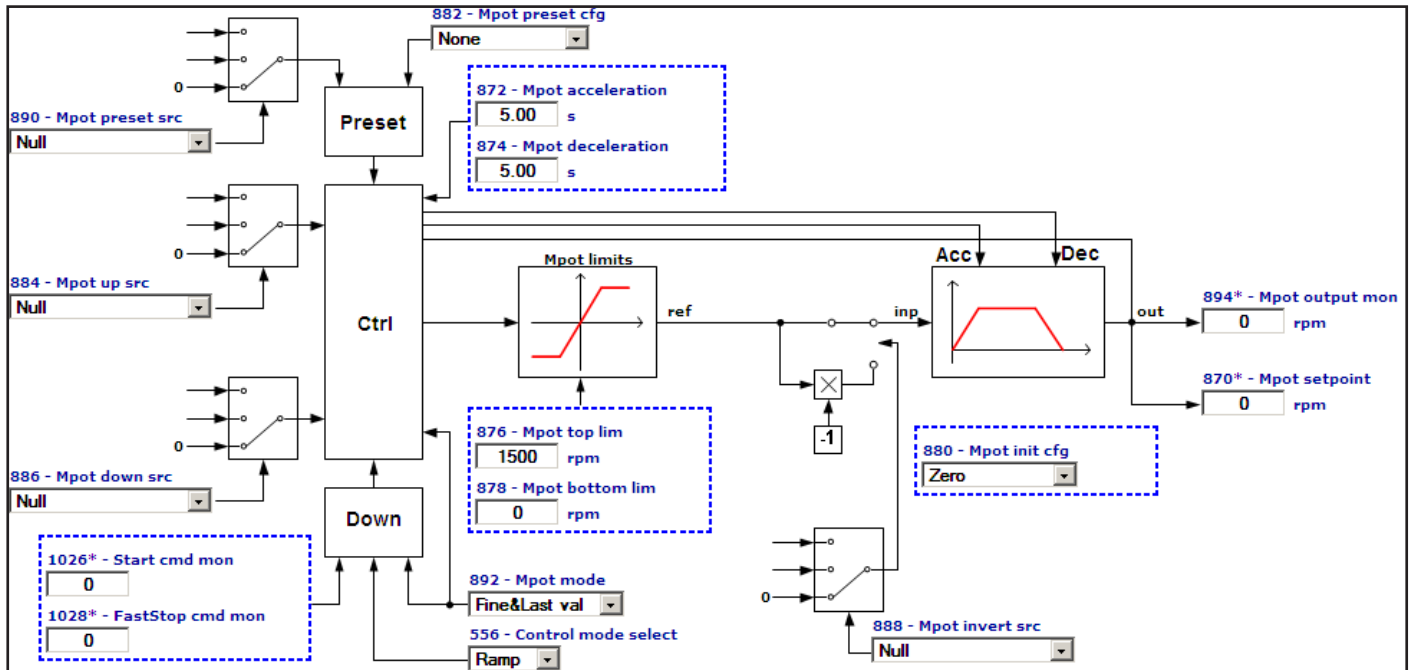 882 - Mpot preset cfg
None
0
890 - Mpot preset src
Null
Preset
872 - Mpot acceleration
5.00 s
874 - Mpot deceleration
5.00 s
0
884 - Mpot up src
Null
Ctrl
Mpot limits
ref
inp
Acc
Dec
out
894* - Mpot output mon
0 rpm
870* - Mpot setpoint
0 rpm
-1
0
886 - Mpot down src
Null
876 - Mpot top lim
1500 rpm
878 - Mpot bottom lim
0 rpm
880 - Mpot init cfg
Zero
Down
1026* - Start cmd mon
0
1028* - FastStop cmd mon
0
892 - Mpot mode
Fine&Last val
556 - Control mode select
Ramp
0
888 - Mpot invert src
Null